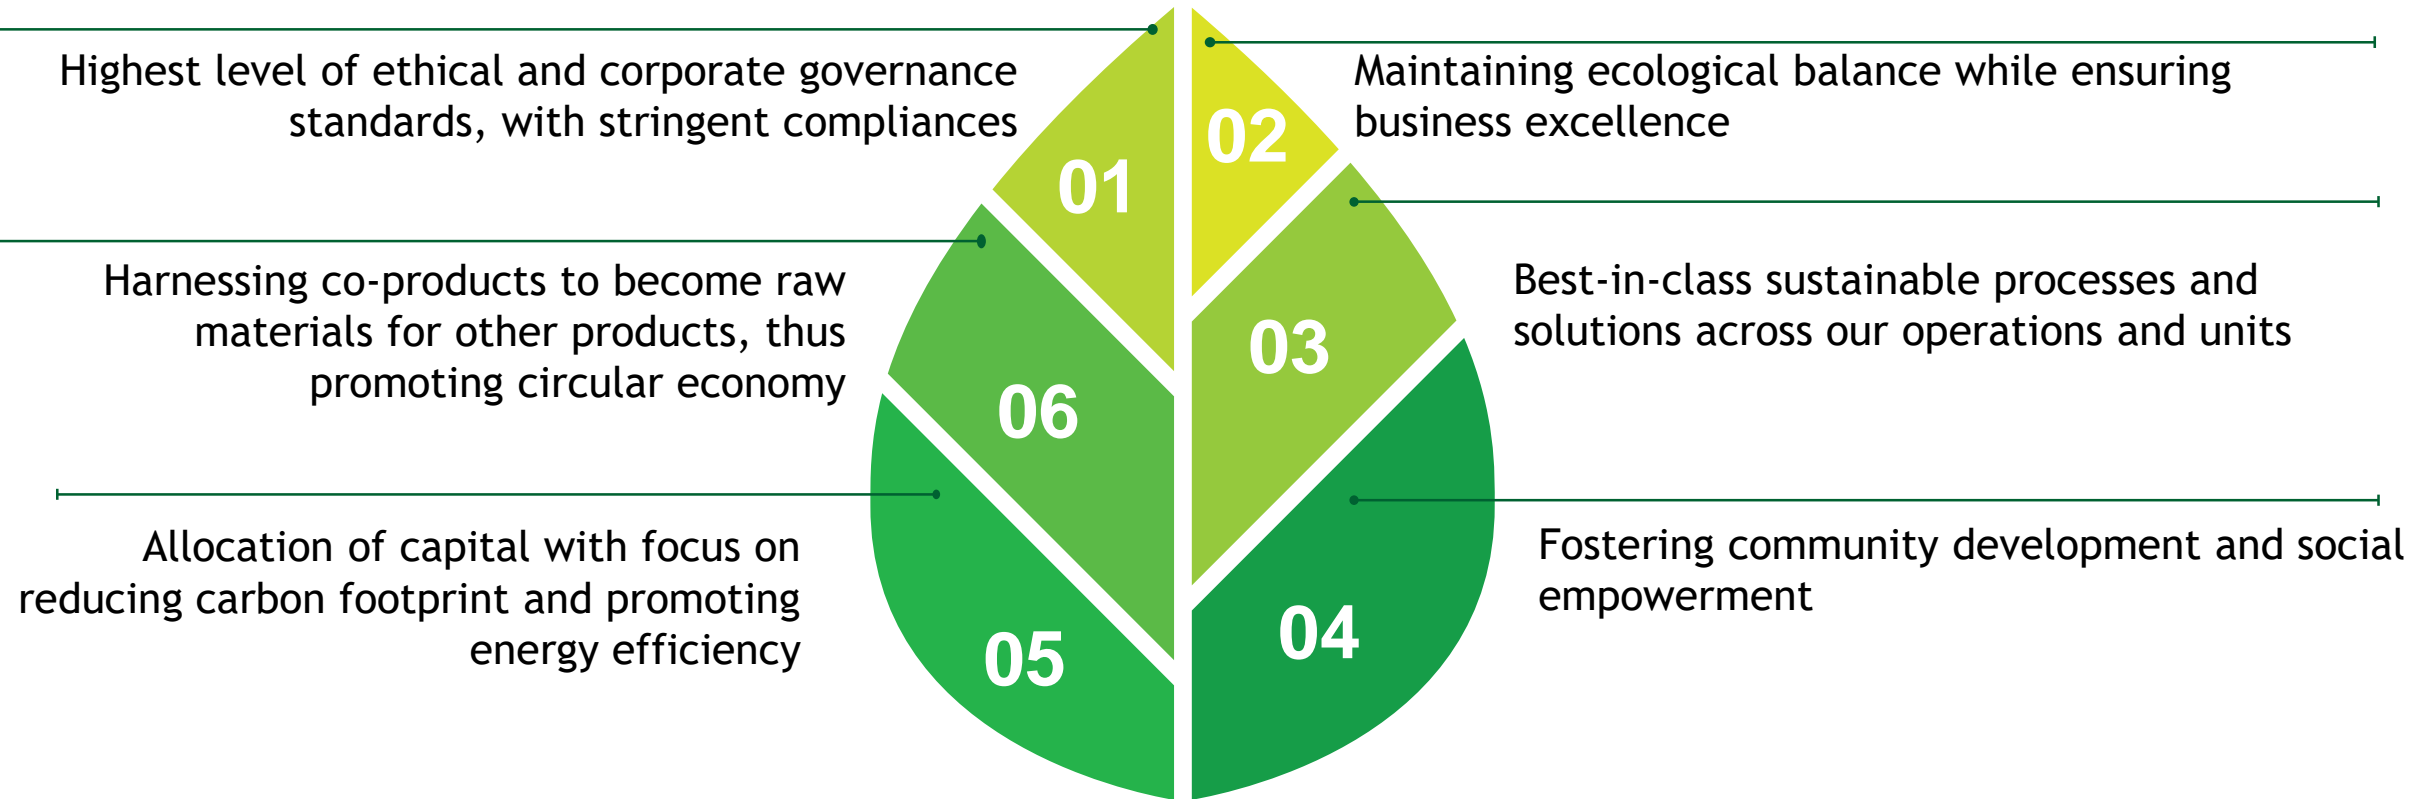 Highest level of ethical and corporate governance
standards, with stringent compliances
01
02
Maintaining ecological balance while ensuring
business excellence
03
Best-in-class sustainable processes and
solutions across our operations and units
04
Fostering community development and social
empowerment
05
Allocation of capital with focus on
reducing carbon footprint and promoting
energy efficiency
06
Harnessing co-products to become raw
materials for other products, thus
promoting circular economy